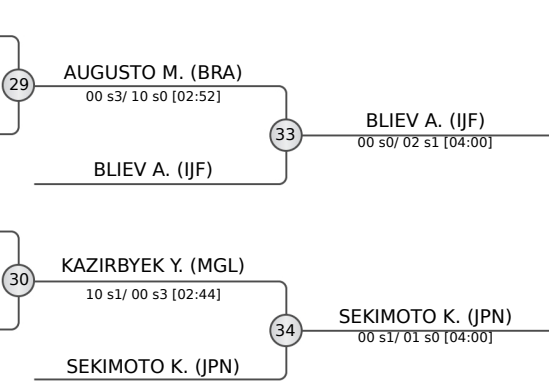 AUGUSTO M. (BRA)
29
00 s3/ 10 s0 [02:52]
BLIEV A. (IJF)
33
00 s0/ 02 s1 [04:00]
BLIEV A. (IJF)
KAZIRBYEK Y. (MGL)
30
10 s1/ 00 s3 [02:44]
SEKIMOTO K. (JPN)
34
00 s1/ 01 s0 [04:00]
SEKIMOTO K. (JPN)